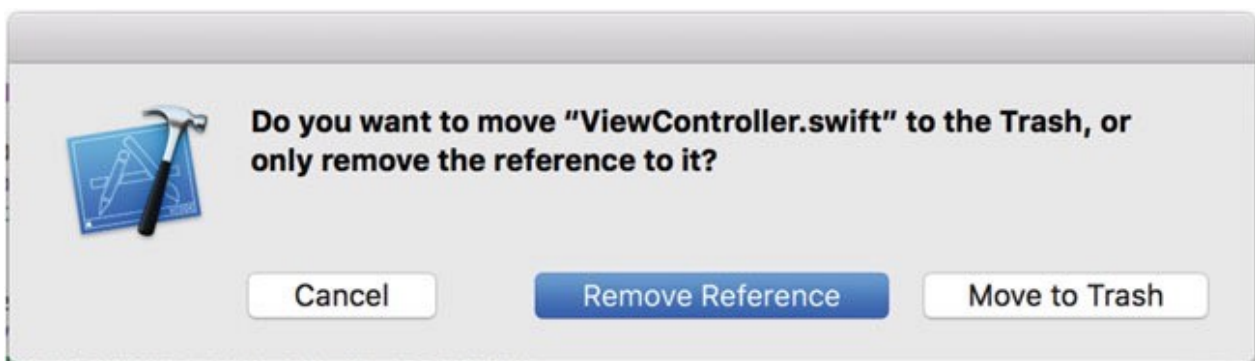 Do you want to move “ViewController.swift” to the Trash, or
only remove the reference to it?
Cancel
Remove Reference
Move to Trash